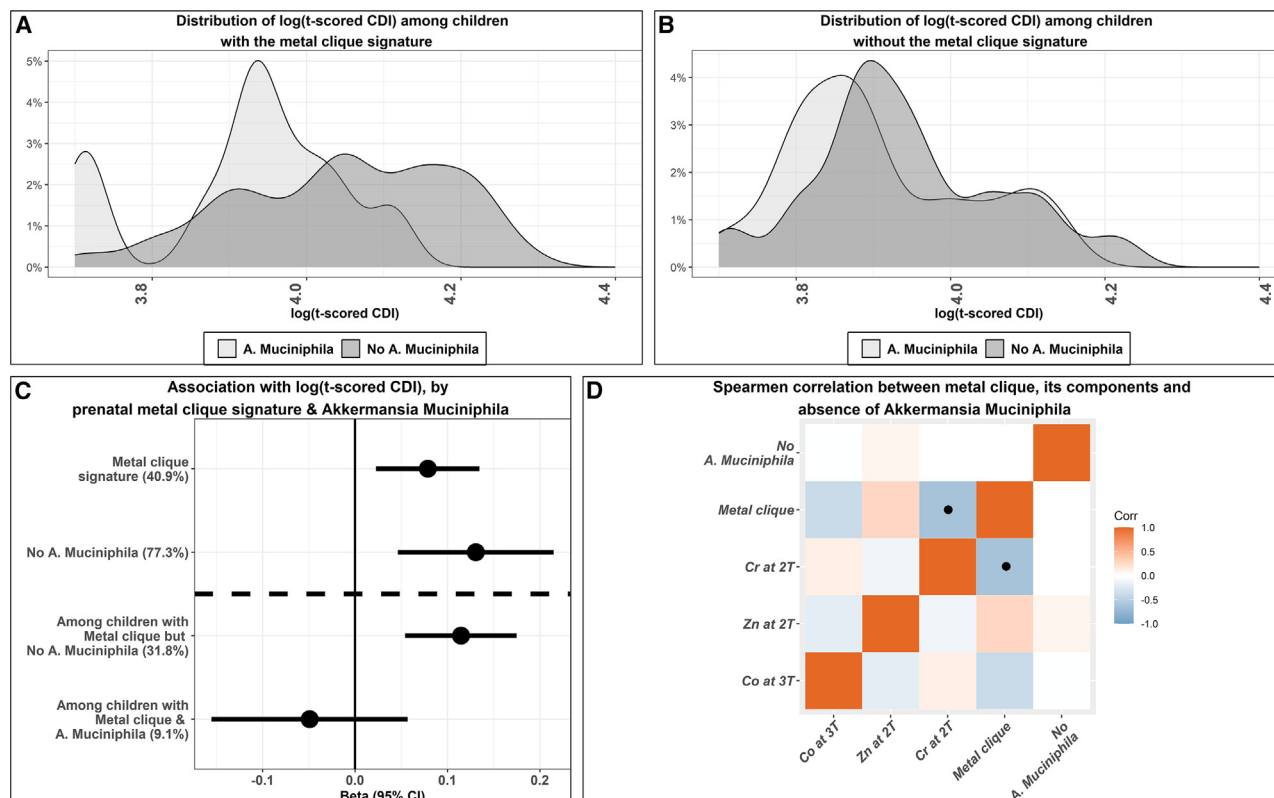 A
Distribution of log(t-scored CDI) among children
with the metal clique signature
5%
4%
3%
2%
1%
0%
3.8
4.0
4.2
4.4
log(t-scored CDI)
A. Muciniphila
No A. Muciniphila
B
Distribution of log(t-scored CDI) among children
without the metal clique signature
4%
3%
2%
1%
0%
3.8
4.0
4.2
4.4
log(t-scored CDI)
A. Muciniphila
No A. Muciniphila
C
Association with log(t-scored CDI), by
prenatal metal clique signature & Akkermansia Muciniphila
Metal clique
signature (40.9%)
No A. Muciniphila (77.3%)
Among children with
Metal clique but
No A. Muciniphila (31.8%)
Among children with
Metal clique &
A. Muciniphila (9.1%)
-0.1
0.0
0.1
0.2
Beta (95% CI)
D
Spearmen correlation between metal clique, its components and
absence of Akkermansia Muciniphila
No
A. Muciniphila
Metal clique
Cr at 2T
Zn at 2T
Co at 3T
Co at 3T
Zn at 2T
Cr at 2T
Metal clique
No
A. Muciniphila
Corr
1.0
0.5
0.0
-0.5
-1.0